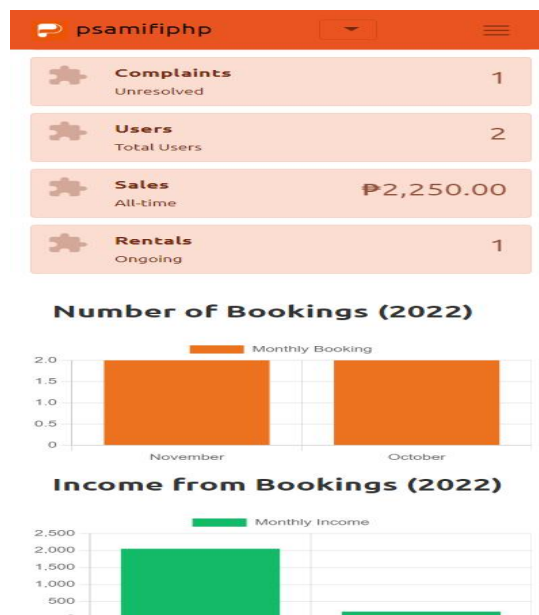 psamifiphp
Complaints 1
Unresolved
Users 2
Total Users
Sales ₱2,250.00
All-time
Rentals 1
Ongoing
Number of Bookings (2022)
Monthly Booking
2.0
1.5
1.0
0.5
0
November October
Income from Bookings (2022)
Monthly Income
2,500
2,000
1,500
1,000
500